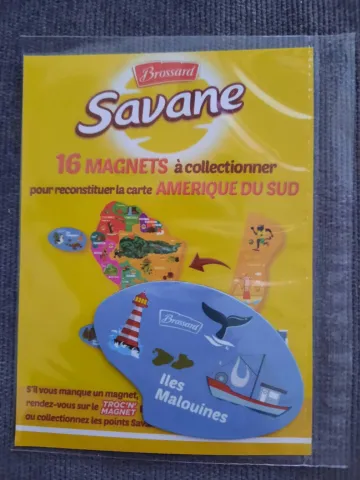 Brossard
Savane
16 MAGNETS à collectionner
pour reconstituer la carte AMERIQUE DU SUD
Brossard
Iles
Malouines
S'il vous manque un magnet,
rendez-vous sur le TROC'N'
MAGNET
ou collectionnez les points Sava